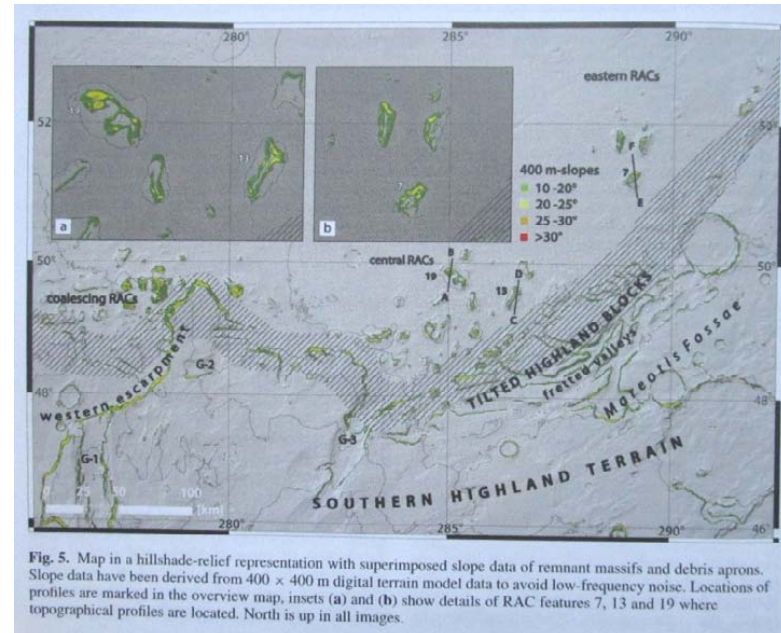 280°
285°
290°
eastern RACs
52°
52°
19
13
7
a
b
400 m-slopes
10-20°
20-25°
25-30°
>30°
F
7
E
50°
50°
central RACs
B
19
A
D
13
C
coalescing RACs
TILTED HIGHLAND BLOCKS
fretted valleys
Mareotis Fossae
western escarpment
G-2
48°
48°
G-3
G-1
SOUTHERN HIGHLAND TERRAIN
0 25 50 100
[km]
280°
285°
290°
46°
Fig. 5. Map in a hillshade-relief representation with superimposed slope data of remnant massifs and debris aprons.
Slope data have been derived from 400 × 400 m digital terrain model data to avoid low-frequency noise. Locations of
profiles are marked in the overview map, insets (a) and (b) show details of RAC features 7, 13 and 19 where
topographical profiles are located. North is up in all images.